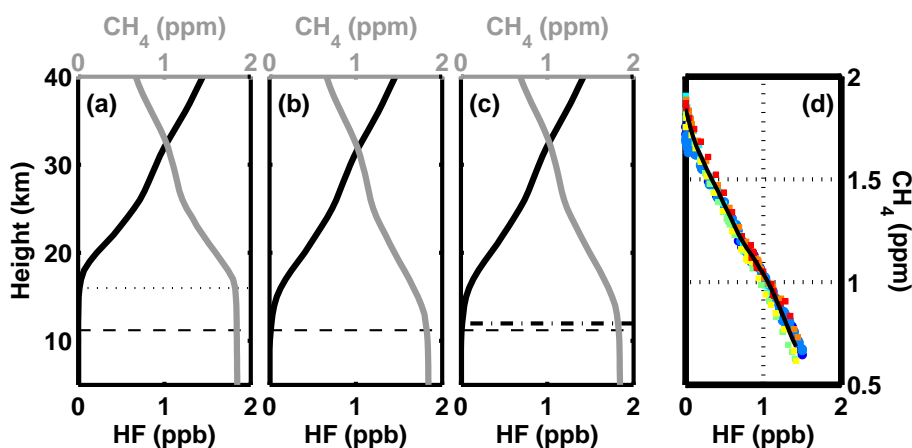 CH4 (ppm) CH4 (ppm) CH4 (ppm)
0 1 2 0 1 2 0 1 2
40 (a) (b) (c) (d) 2
30
1.5
20
1
10
0.5
Height (km)
CH4 (ppm)
0 1 2 0 1 2 0 1 2 0 1 2
HF (ppb) HF (ppb) HF (ppb) HF (ppb)